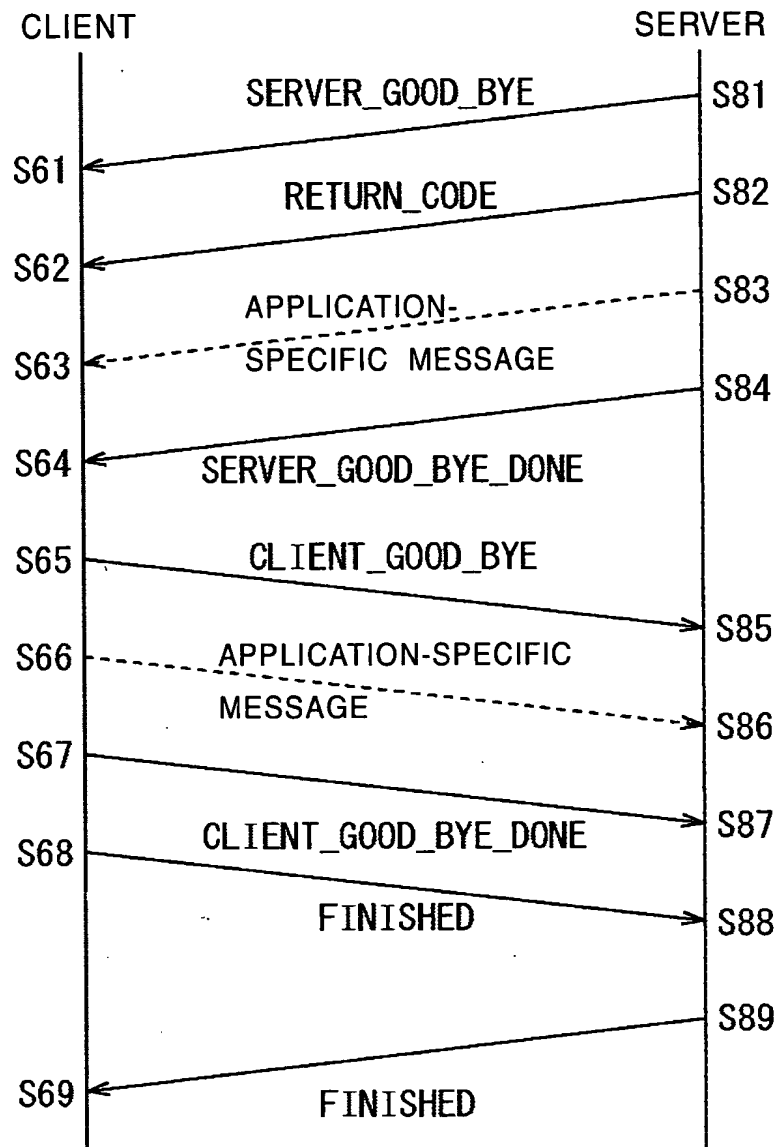 CLIENT
SERVER
SERVER_GOOD_BYE
S81
S61
RETURN_CODE
S82
S62
S83
APPLICATION-
S63
SPECIFIC MESSAGE
S84
S64
SERVER_GOOD_BYE_DONE
S65
CLIENT_GOOD_BYE
S85
S66
APPLICATION-SPECIFIC
MESSAGE
S86
S67
S87
CLIENT_GOOD_BYE_DONE
S68
FINISHED
S88
S89
S69
FINISHED